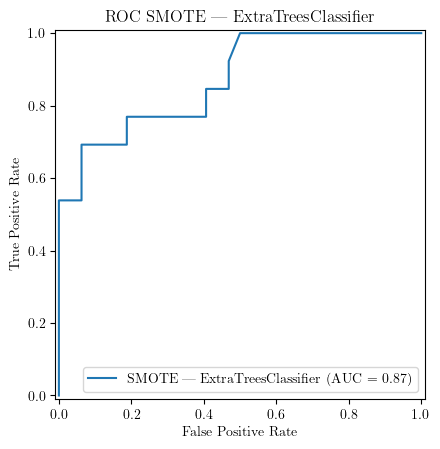 ROC SMOTE — ExtraTreesClassifier
1.0
0.8
0.6
0.4
0.2
0.0
True Positive Rate
SMOTE — ExtraTreesClassifier (AUC = 0.87)
0.0 0.2 0.4 0.6 0.8 1.0
False Positive Rate